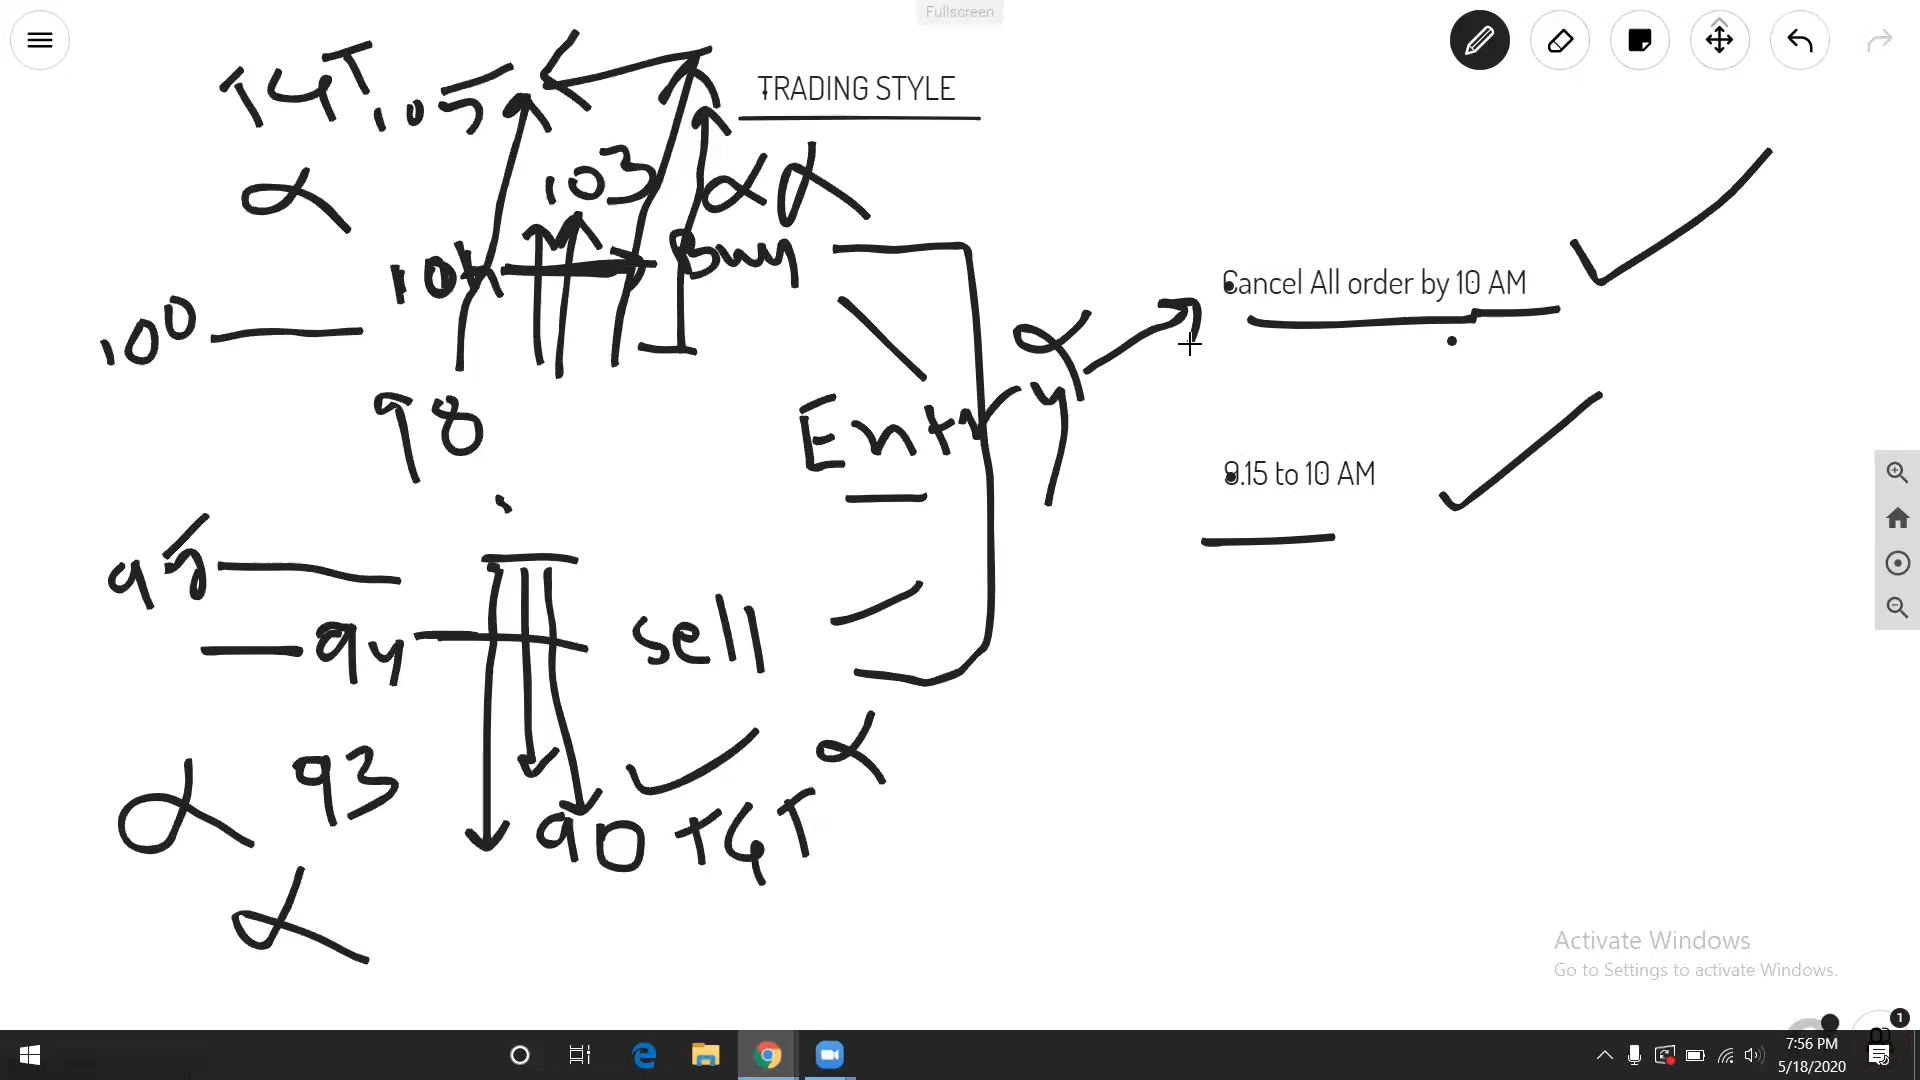 Fullscreen
TRADING STYLE
TGT
105
103
Buy
100
Cancel All order by 10 AM
98
Entry
9.15 to 10 AM
95
94
sell
93
90 TGT
Activate Windows
Go to Settings to activate Windows.
1
7:56 PM
5/18/2020